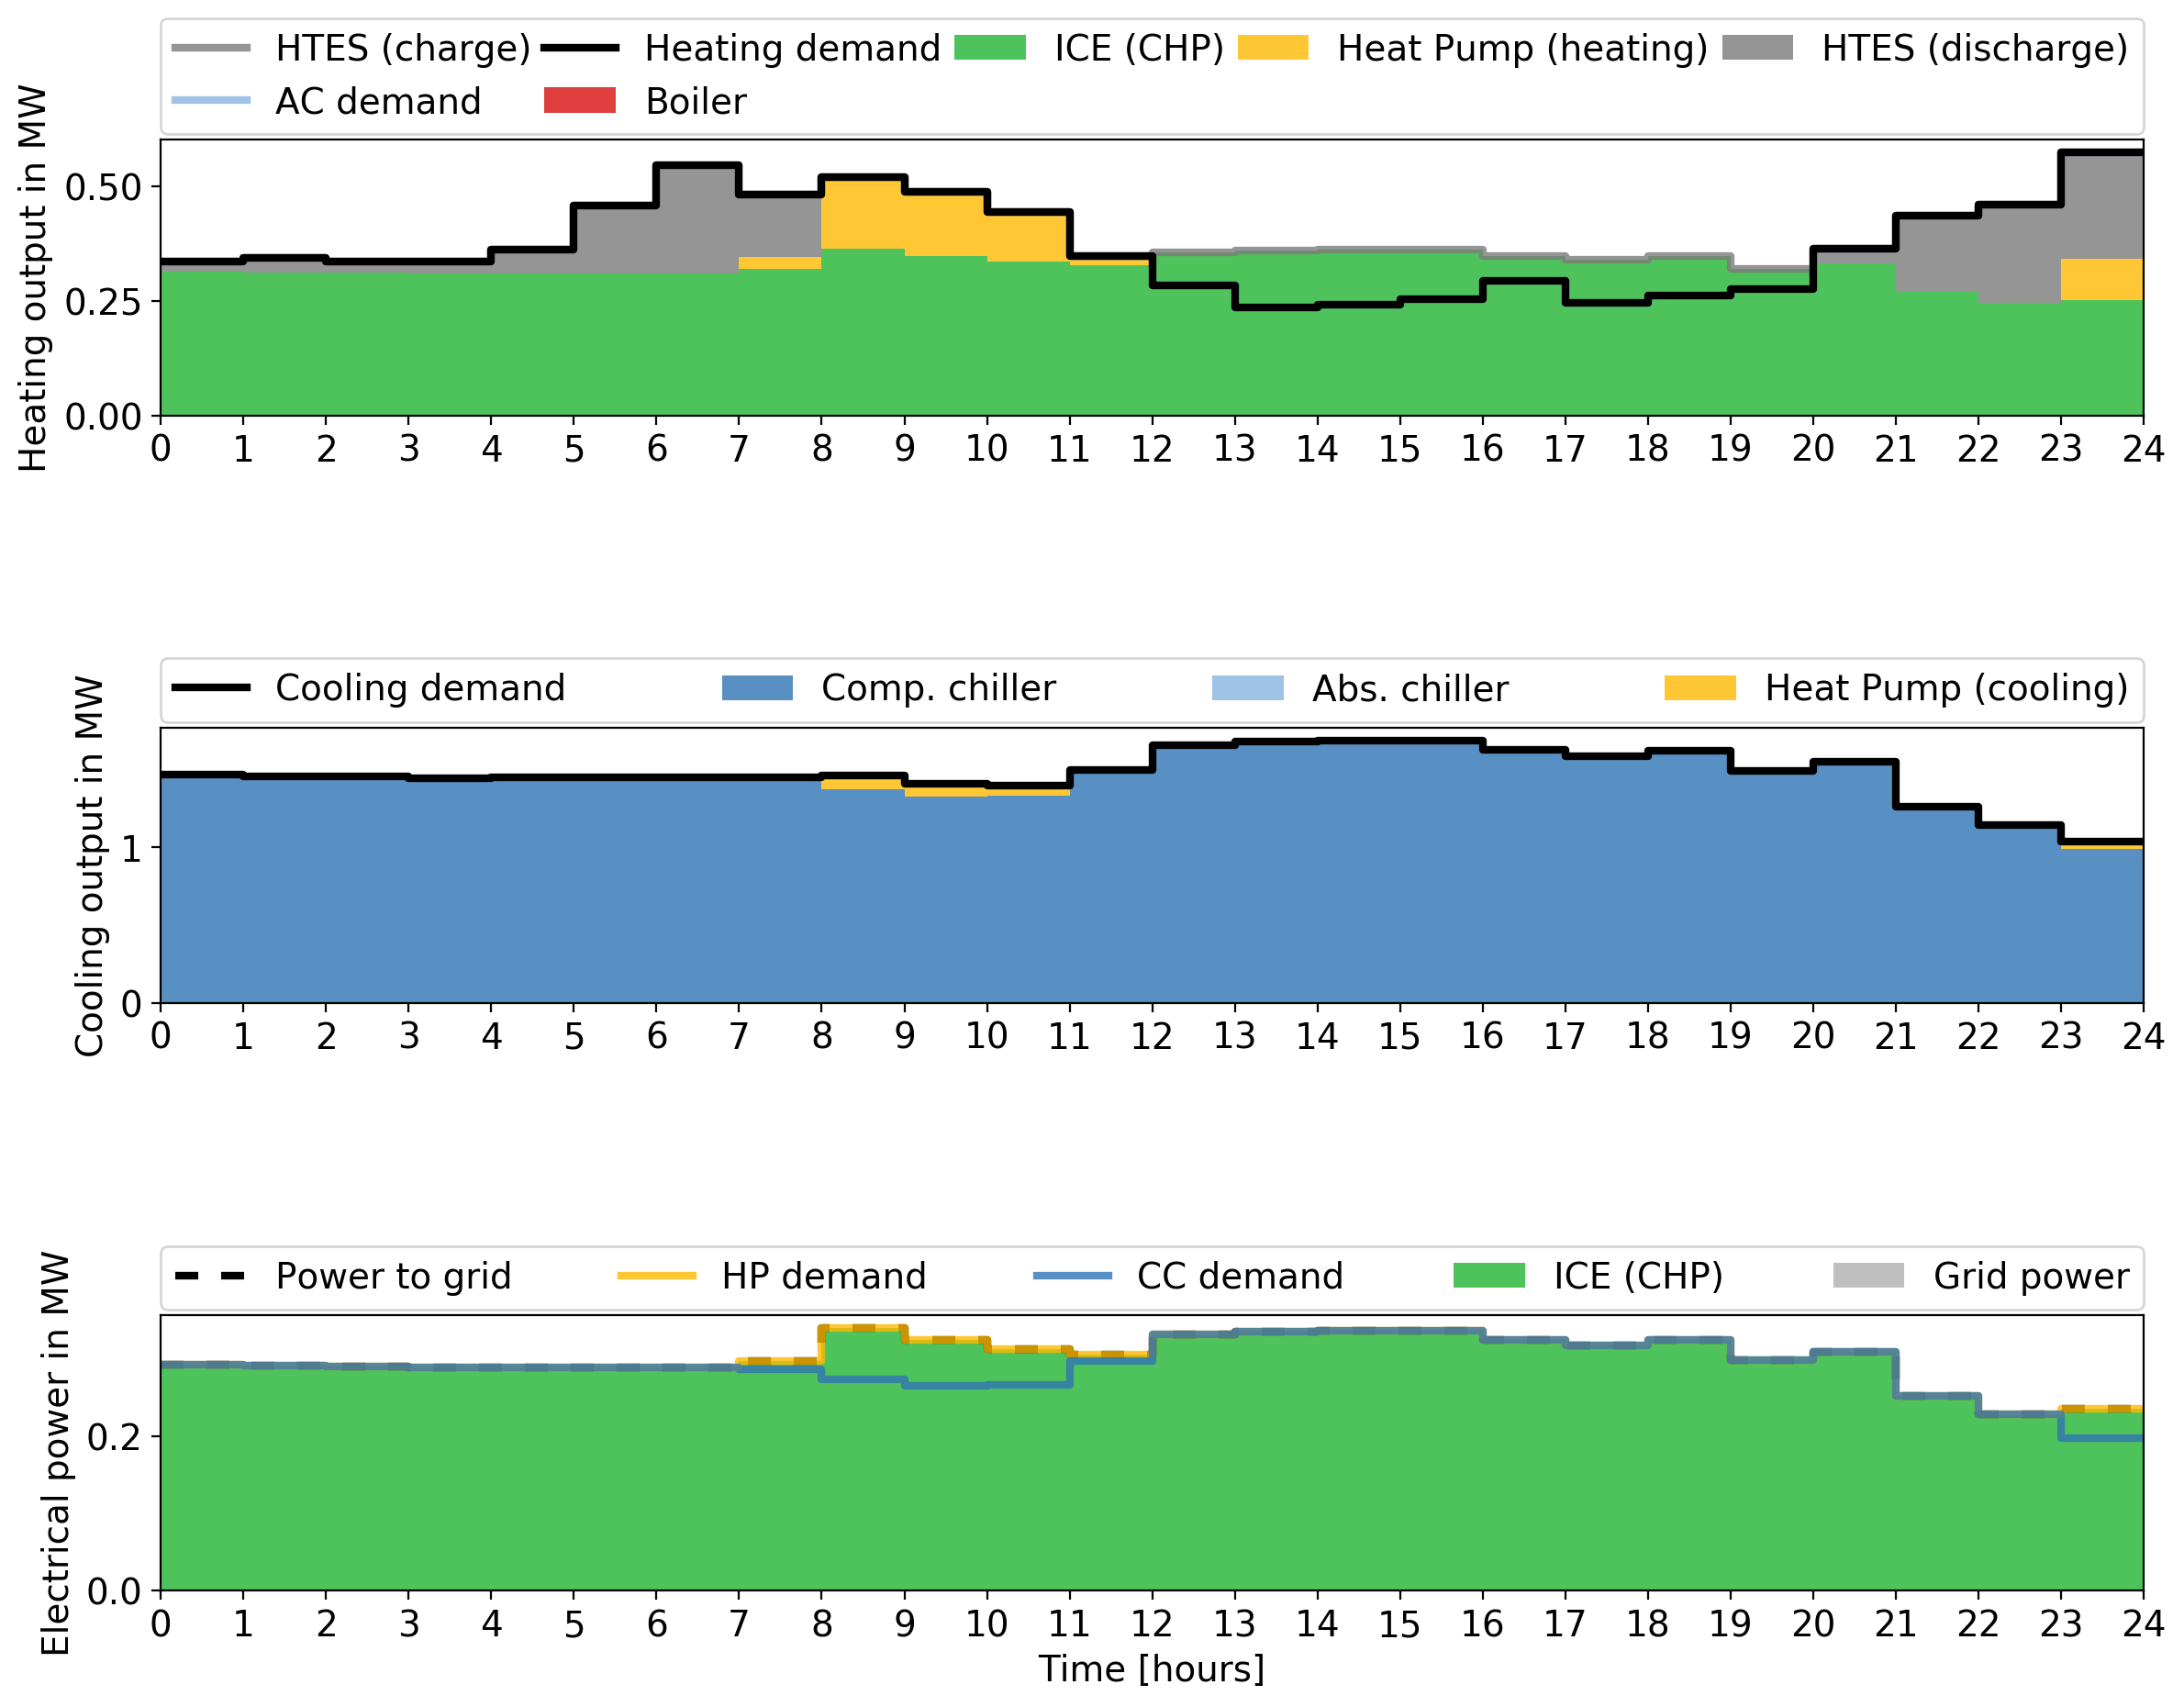 HTES (charge) Heating demand ICE (CHP) Heat Pump (heating) HTES (discharge)
AC demand Boiler
Heating output in MW
0.50
0.25
0.00
0 1 2 3 4 5 6 7 8 9 10 11 12 13 14 15 16 17 18 19 20 21 22 23 24
Cooling demand Comp. chiller Abs. chiller Heat Pump (cooling)
Cooling output in MW
1
0
0 1 2 3 4 5 6 7 8 9 10 11 12 13 14 15 16 17 18 19 20 21 22 23 24
Power to grid HP demand CC demand ICE (CHP) Grid power
Electrical power in MW
0.2
0.0
0 1 2 3 4 5 6 7 8 9 10 11 12 13 14 15 16 17 18 19 20 21 22 23 24
Time [hours]